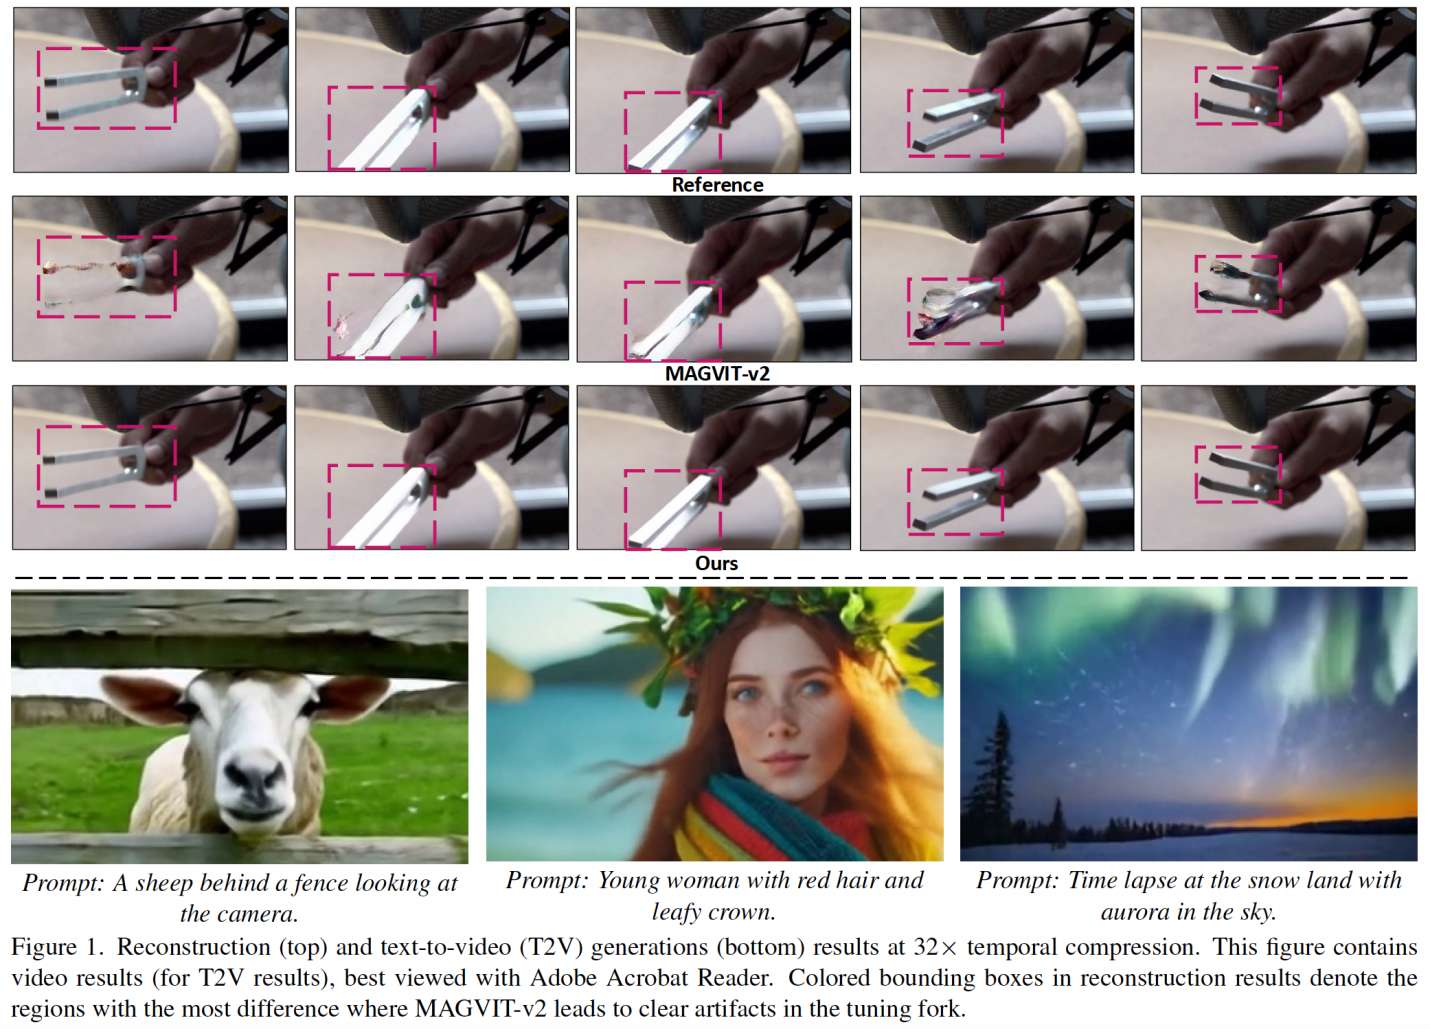 Reference
MAGVIT-v2
Ours
Prompt: A sheep behind a fence looking at
the camera.
Prompt: Young woman with red hair and
leafy crown.
Prompt: Time lapse at the snow land with
aurora in the sky.
Figure 1. Reconstruction (top) and text-to-video (T2V) generations (bottom) results at 32× temporal compression. This figure contains
video results (for T2V results), best viewed with Adobe Acrobat Reader. Colored bounding boxes in reconstruction results denote the
regions with the most difference where MAGVIT-v2 leads to clear artifacts in the tuning fork.